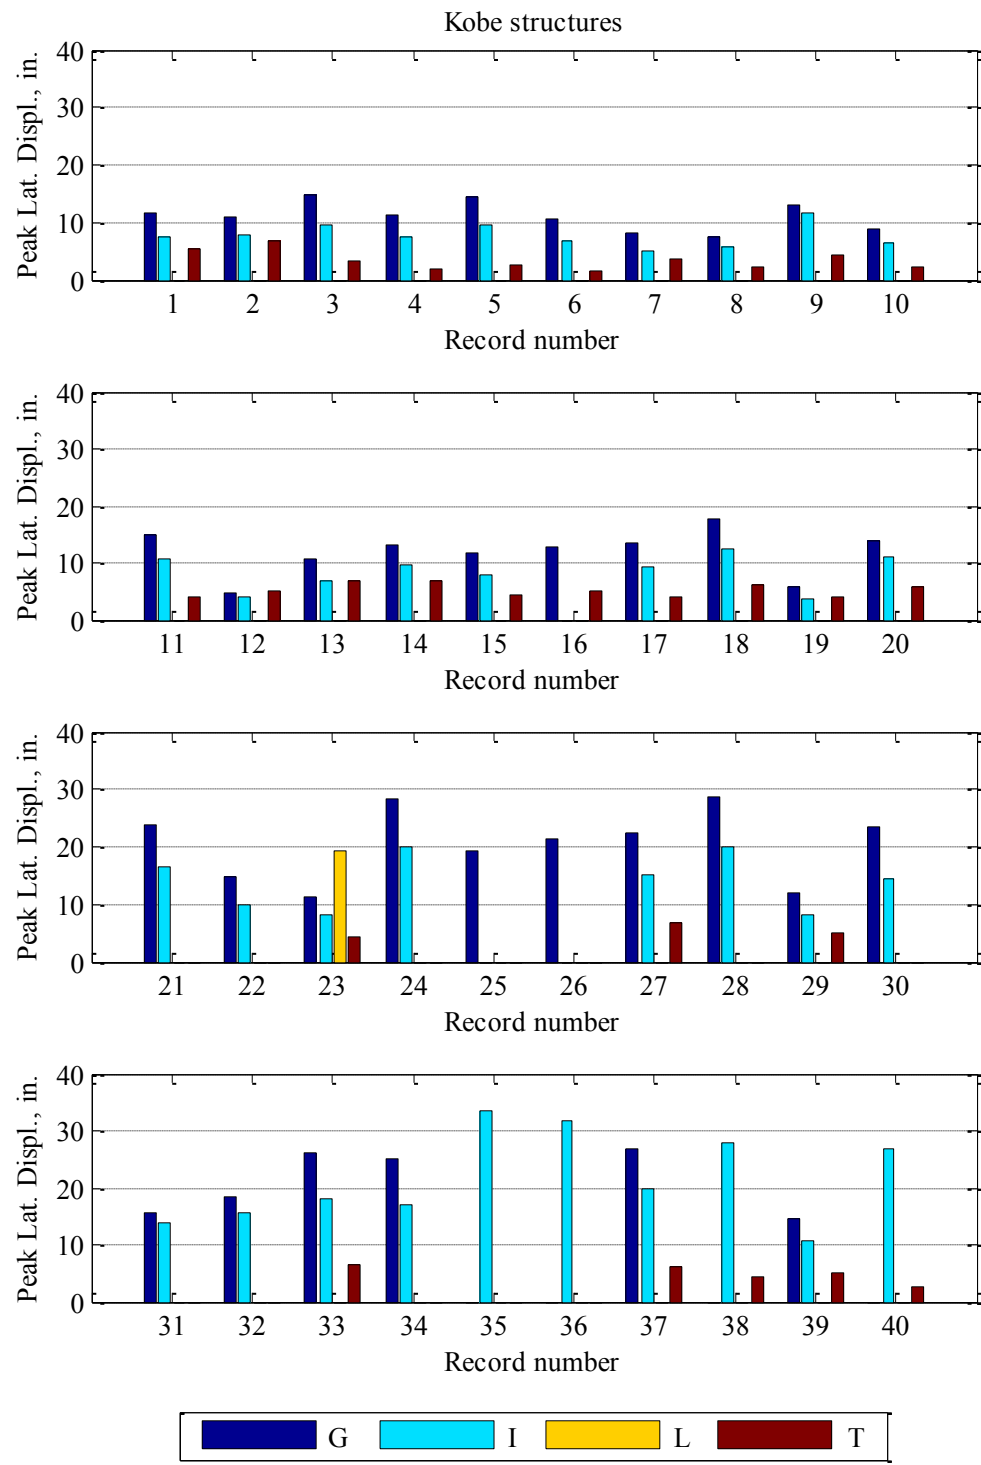 Kobe structures
Peak Lat. Displ., in.
40
30
20
10
0
1 2 3 4 5 6 7 8 9 10
Record number
Peak Lat. Displ., in.
40
30
20
10
0
11 12 13 14 15 16 17 18 19 20
Record number
Peak Lat. Displ., in.
40
30
20
10
0
21 22 23 24 25 26 27 28 29 30
Record number
Peak Lat. Displ., in.
40
30
20
10
0
31 32 33 34 35 36 37 38 39 40
Record number
G I L T